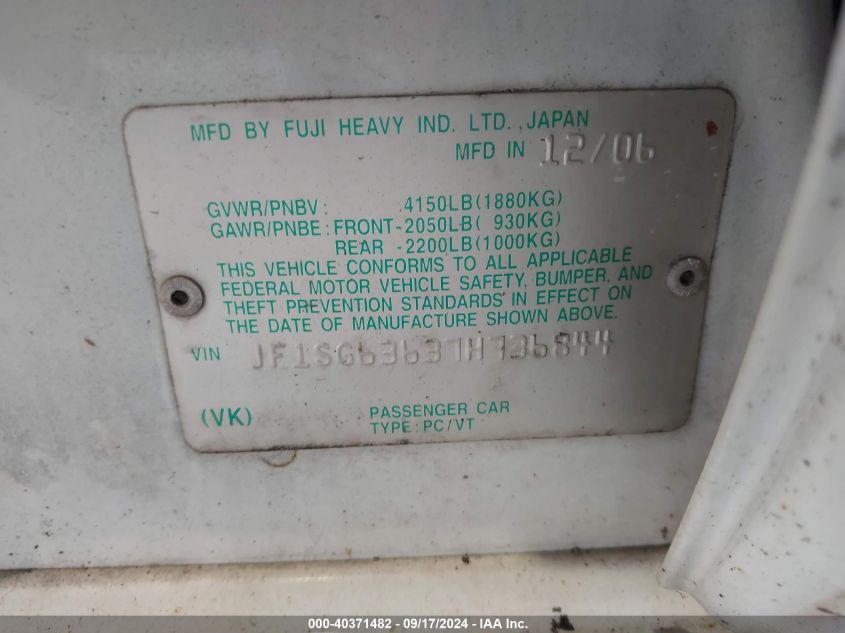 MFD BY FUJI HEAVY IND. LTD., JAPAN
MFD IN 12/06
GVWR/PNBV: 4150LB(1880KG)
GAWR/PNBE: FRONT-2050LB( 930KG)
REAR -2200LB(1000KG)
THIS VEHICLE CONFORMS TO ALL APPLICABLE
FEDERAL MOTOR VEHICLE SAFETY, BUMPER, AND
THEFT PREVENTION STANDARDS IN EFFECT ON
THE DATE OF MANUFACTURE SHOWN ABOVE.
VIN JF1SG63637H736844
(VK) PASSENGER CAR
TYPE: PC/VT
000-40371482 - 09/17/2024 - IAA Inc.